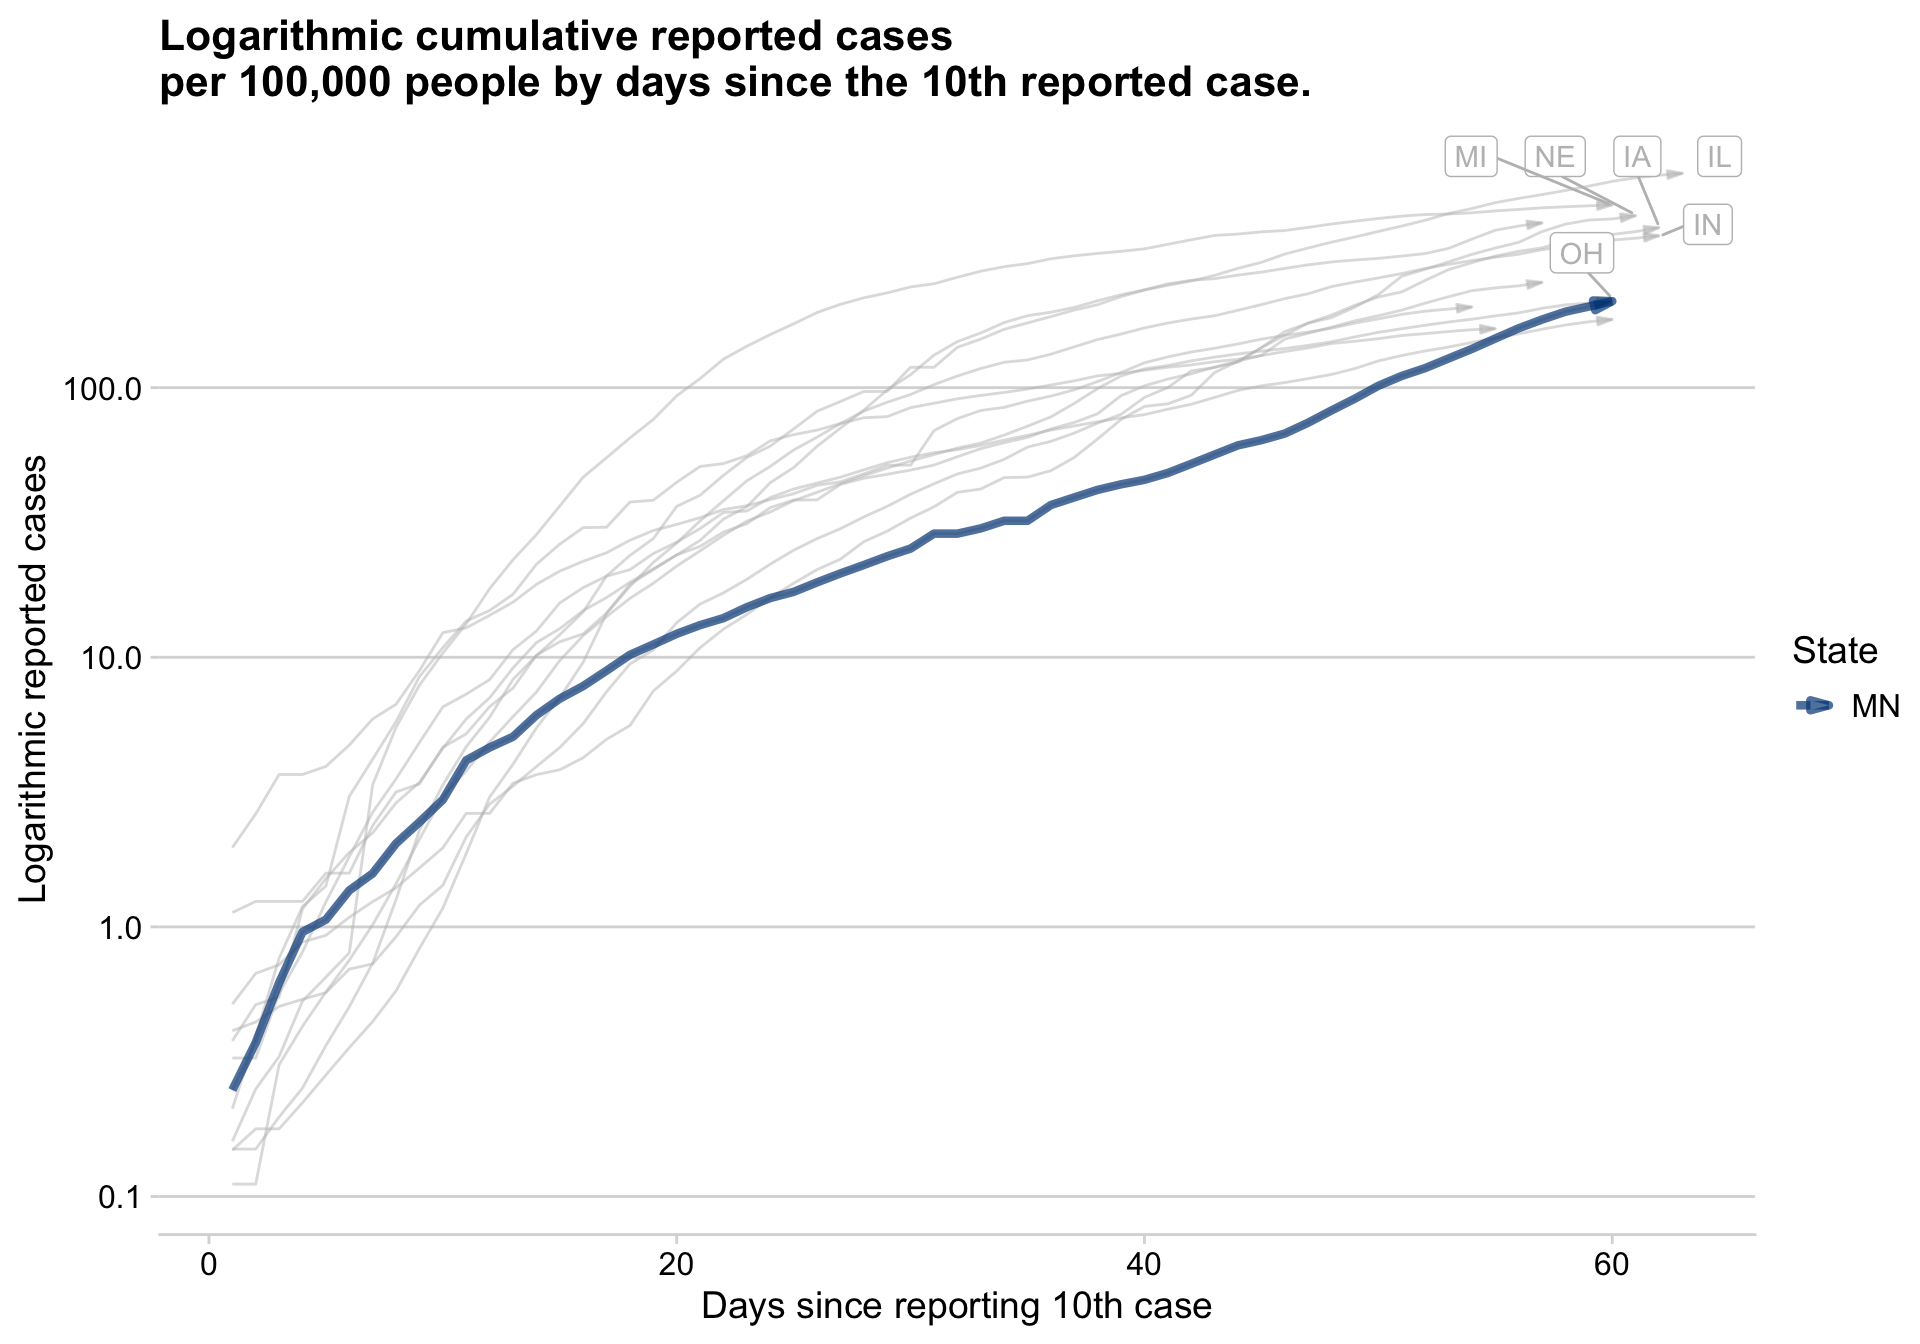 Logarithmic cumulative reported cases
per 100,000 people by days since the 10th reported case.
MI
NE
IA
IL
IN
OH
100.0
10.0
1.0
0.1
Logarithmic reported cases
0
20
40
60
Days since reporting 10th case
State
MN